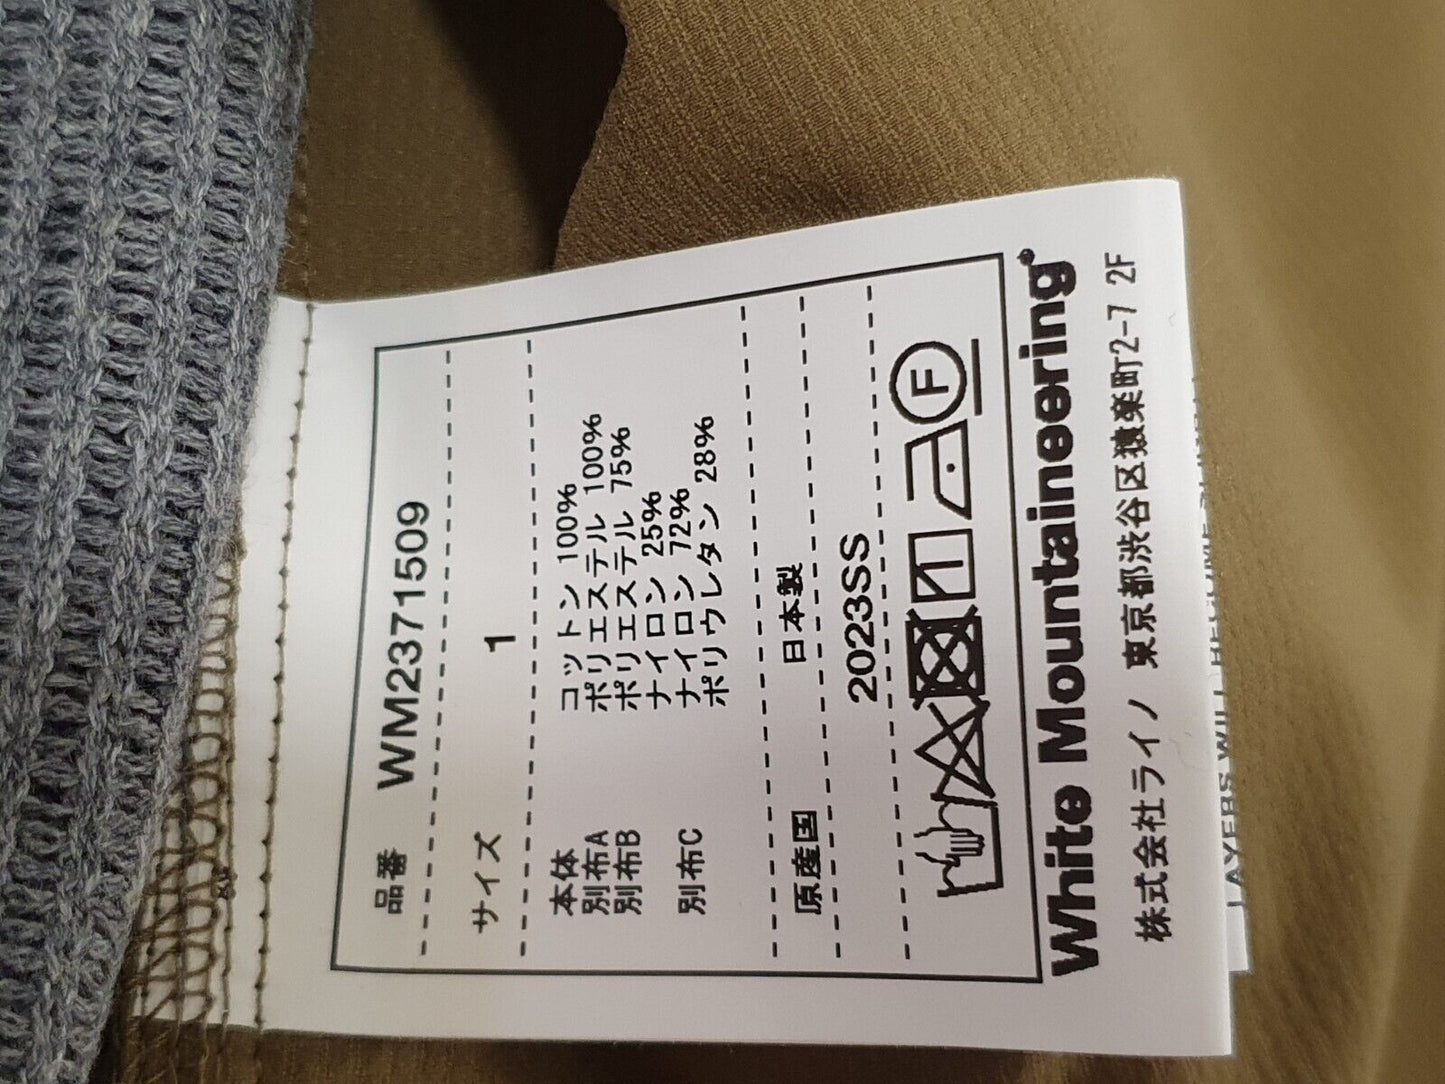 品番 WM2371509
サイズ 1
本体 コットン 100%
別布A ポリエステル 100%
別布B ポリエステル 75%
ナイロン 25%
別布C ナイロン 72%
ポリウレタン 28%
原産国 日本製
2023SS
F
White Mountaineering®
株式会社ライノ 東京都渋谷区猿楽町2-7 2F
LAYERS WILL BECOME